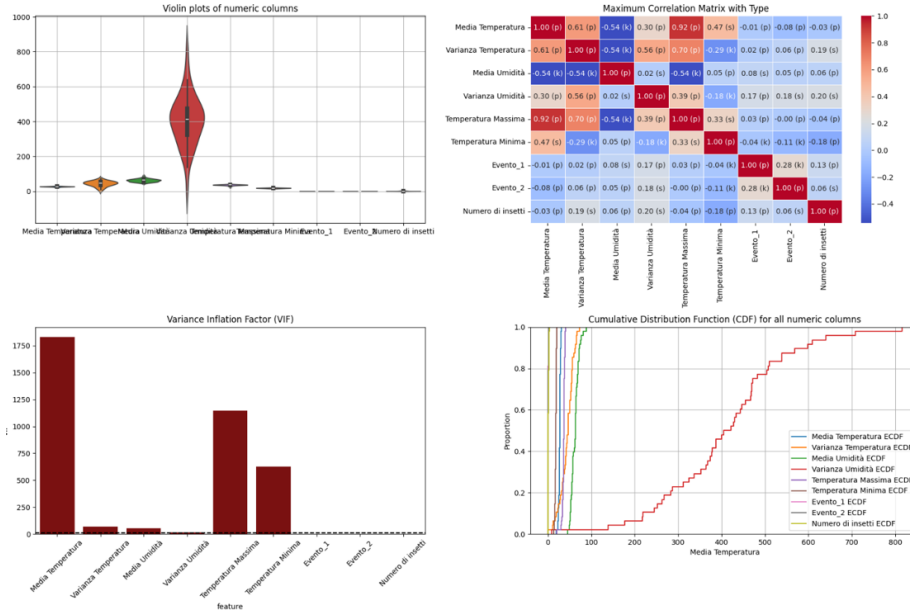 Violin plots of numeric columns
1000
800
600
400
200
0
Media Temperatura
Varianza Temperatura
Media Umidità
Varianza Umidità
Temperatura Massima
Temperatura Minima
Evento_1
Evento_2
Numero di insetti
Maximum Correlation Matrix with Type
Media Temperatura 1.00 (p) 0.61 (p) -0.54 (k) 0.30 (p) 0.92 (p) 0.47 (s) -0.01 (p) -0.08 (p) -0.03 (p)
Varianza Temperatura 0.61 (p) 1.00 (p) -0.54 (k) 0.56 (p) 0.70 (p) -0.29 (k) 0.02 (p) 0.06 (p) 0.19 (s)
Media Umidità -0.54 (k) -0.54 (k) 1.00 (p) 0.02 (s) -0.54 (k) 0.05 (p) 0.08 (s) 0.05 (p) 0.06 (p)
Varianza Umidità 0.30 (p) 0.56 (p) 0.02 (s) 1.00 (p) 0.39 (p) -0.18 (k) 0.17 (p) 0.18 (s) 0.20 (s)
Temperatura Massima 0.92 (p) 0.70 (p) -0.54 (k) 0.39 (p) 1.00 (p) 0.33 (s) 0.03 (p) -0.00 (p) -0.04 (p)
Temperatura Minima 0.47 (s) -0.29 (k) 0.05 (p) -0.18 (k) 0.33 (s) 1.00 (p) -0.04 (k) -0.11 (k) -0.18 (p)
Evento_1 -0.01 (p) 0.02 (p) 0.08 (s) 0.17 (p) 0.03 (p) -0.04 (k) 1.00 (p) 0.28 (k) 0.13 (p)
Evento_2 -0.08 (p) 0.06 (p) 0.05 (p) 0.18 (s) -0.00 (p) -0.11 (k) 0.28 (k) 1.00 (p) 0.06 (s)
Numero di insetti -0.03 (p) 0.19 (s) 0.06 (p) 0.20 (s) -0.04 (p) -0.18 (p) 0.13 (p) 0.06 (s) 1.00 (p)
Media Temperatura
Varianza Temperatura
Media Umidità
Varianza Umidità
Temperatura Massima
Temperatura Minima
Evento_1
Evento_2
Numero di insetti
1.0
0.8
0.6
0.4
0.2
0.0
-0.2
-0.4
Variance Inflation Factor (VIF)
1750
1500
1250
1000
750
500
250
0
Media Temperatura
Varianza Temperatura
Media Umidità
Varianza Umidità
Temperatura Massima
Temperatura Minima
Evento_1
Evento_2
Numero di insetti
feature
Cumulative Distribution Function (CDF) for all numeric columns
1.0
0.8
0.6
0.4
0.2
0.0
Proportion
Media Temperatura ECDF
Varianza Temperatura ECDF
Media Umidità ECDF
Varianza Umidità ECDF
Temperatura Massima ECDF
Temperatura Minima ECDF
Evento_1 ECDF
Evento_2 ECDF
Numero di insetti ECDF
0 100 200 300 400 500 600 700 800
Media Temperatura